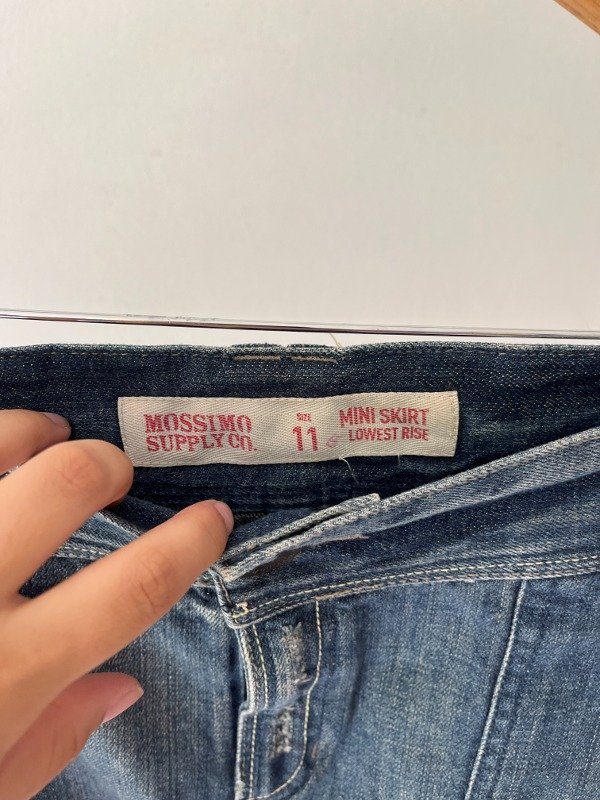 MOSSIMO
SUPPLY CO.
SIZE
11
MINI SKIRT
LOWEST RISE